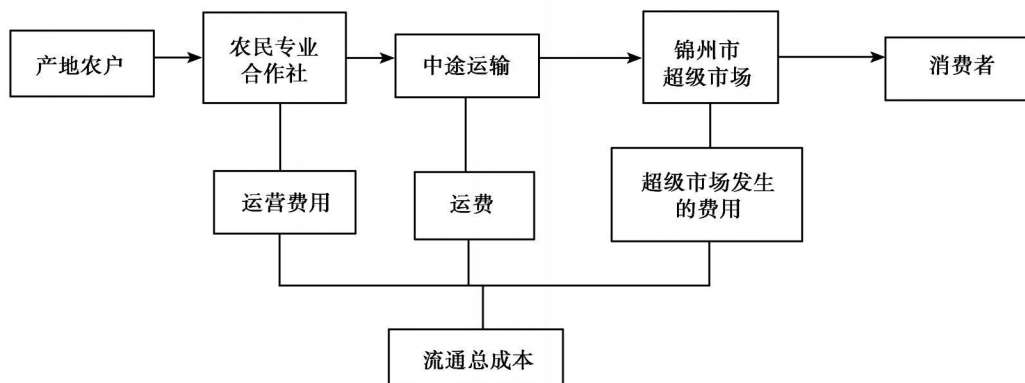 产地农户
农民专业
合作社
中途运输
锦州市
超级市场
消费者
运营费用
运费
超级市场发生
的费用
流通总成本